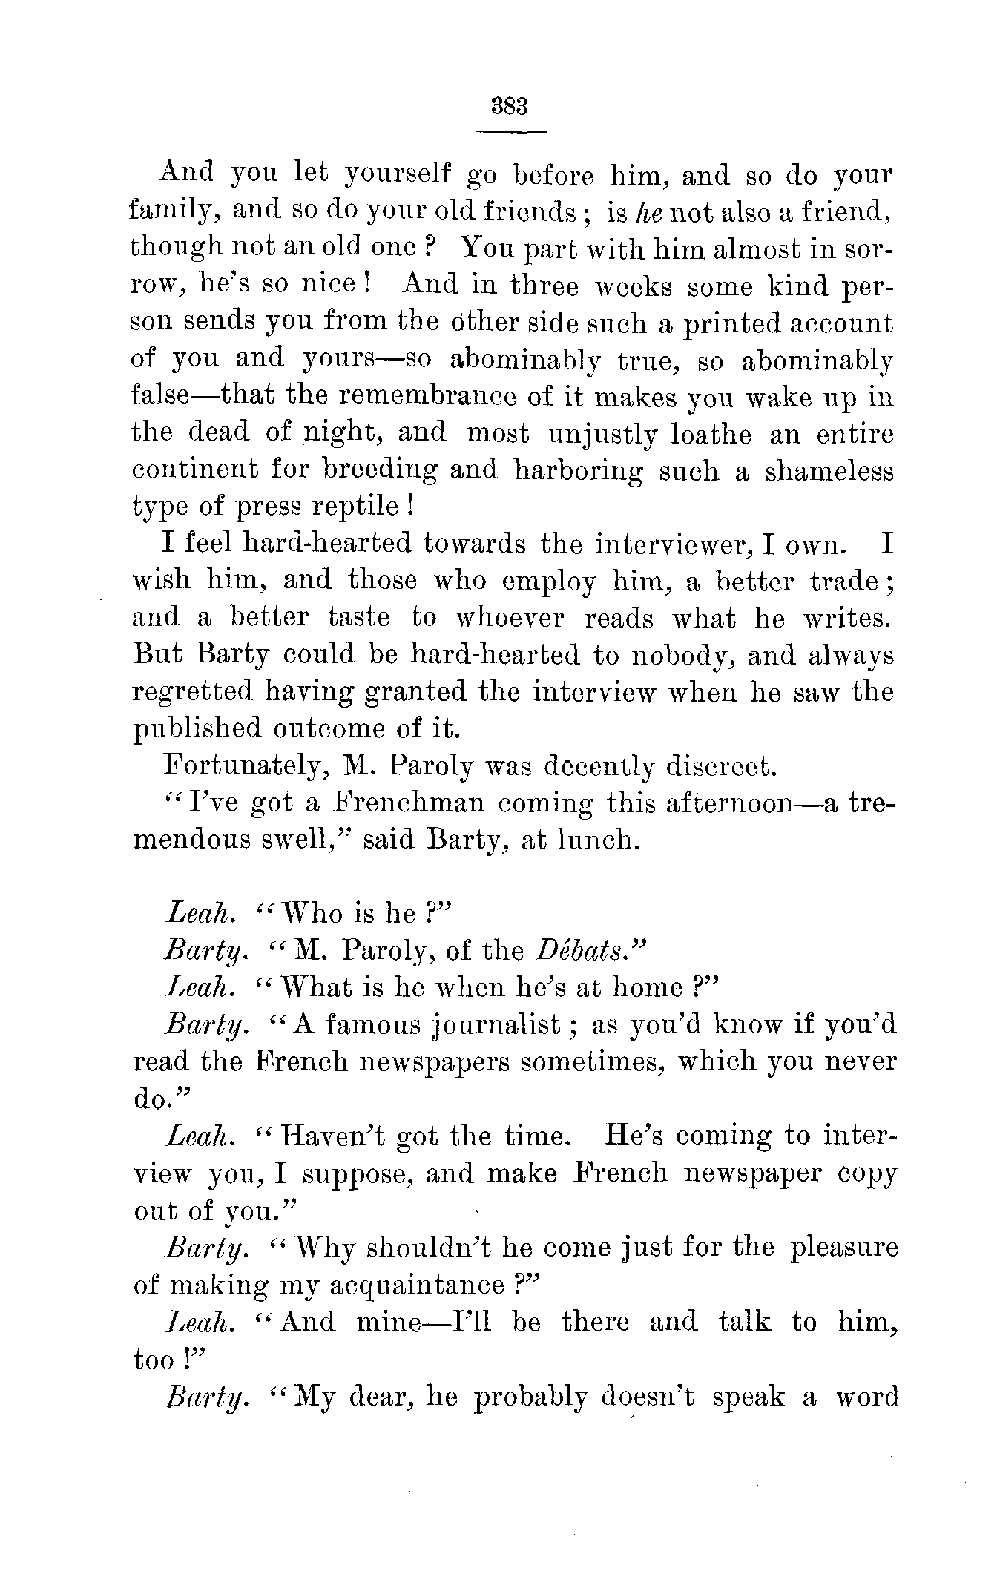 383
And you let yourself go before him, and so do your
family, and so do your old friends; is he not also a friend,
though not an old one? You part with him almost in sor-
row, he's so nice! And in three weeks some kind per-
son sends you from the other side such a printed account
of you and yours—so abominably true, so abominably
false—that the remembrance of it makes you wake up in
the dead of night, and most unjustly loathe an entire
continent for breeding and harboring such a shameless
type of press reptile!
I feel hard-hearted towards the interviewer, I own. I
wish him, and those who employ him, a better trade;
and a better taste to whoever reads what he writes.
But Barty could be hard-hearted to nobody, and always
regretted having granted the interview when he saw the
published outcome of it.
Fortunately, M. Paroly was decently discreet.
"I've got a Frenchman coming this afternoon—a tre-
mendous swell," said Barty, at lunch.
Leah. "Who is he?"
Barty. "M. Paroly, of the Débats."
Leah. "What is he when he's at home?"
Barty. "A famous journalist; as you'd know if you'd
read the French newspapers sometimes, which you never
do."
Leah. "Haven't got the time. He's coming to inter-
view you, I suppose, and make French newspaper copy
out of you."
Barty. "Why shouldn't he come just for the pleasure
of making my acquaintance?"
Leah. "And mine—I'll be there and talk to him,
too!"
Barty. "My dear, he probably doesn't speak a word